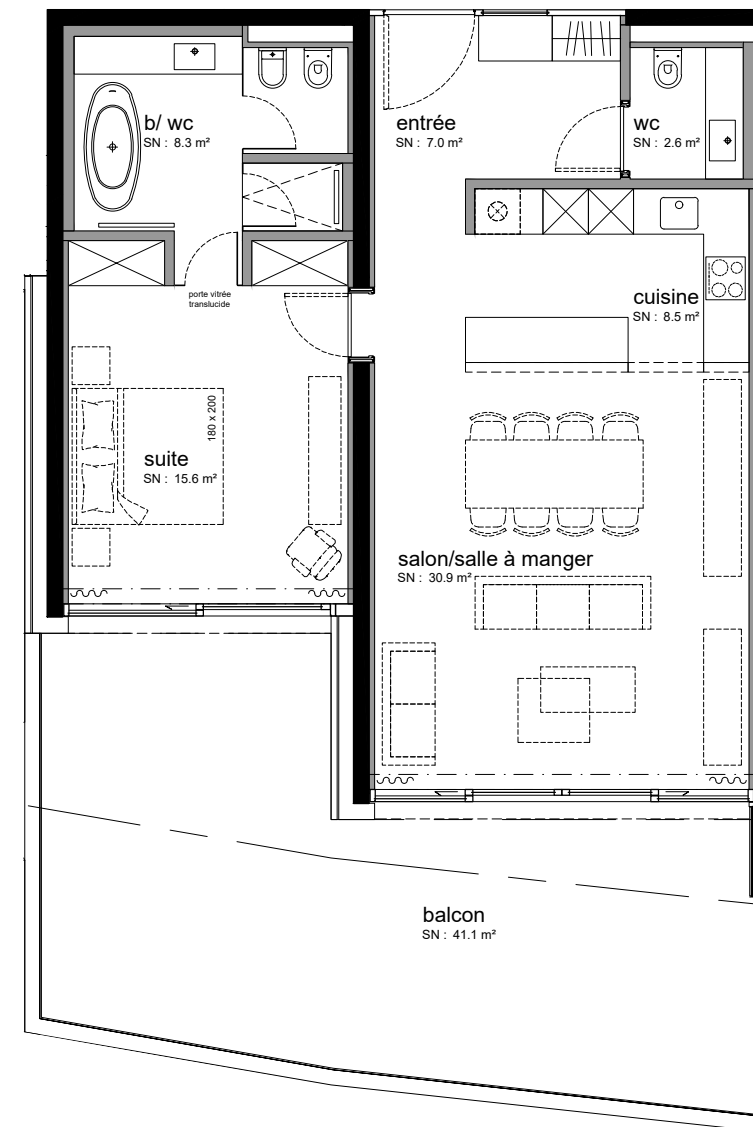 b/ wc
SN : 8.3 m²
entrée
SN : 7.0 m²
wc
SN : 2.6 m²
porte vitrée
translucide
cuisine
SN : 8.5 m²
180 x 200
suite
SN : 15.6 m²
salon/salle à manger
SN : 30.9 m²
balcon
SN : 41.1 m²